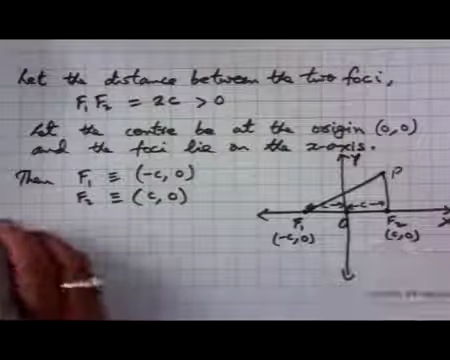 Let the distance between the two foci,
F₁F₂ = 2c > 0
Let the centre be at the origin (0, 0)
and the foci lie on the x-axis.
Then F₁ ≡ (-c, 0)
F₂ ≡ (c, 0)
Y
P
c c
F₁ O F₂ X
(-c, 0) (c, 0)